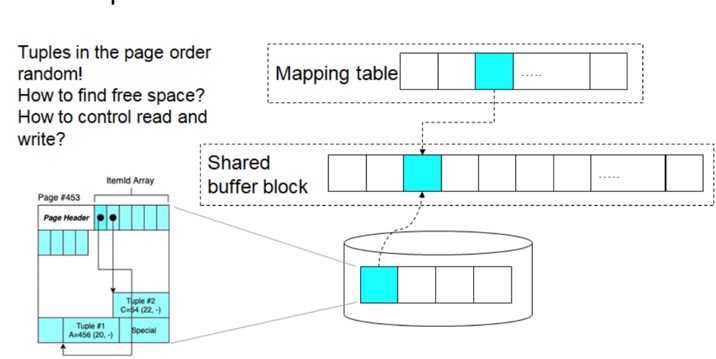 Tuples in the page order
random!
How to find free space?
How to control read and
write?
Mapping table
.....
Shared
buffer block
.....
ItemId Array
Page #453
Page Header
Tuple #2
C=54 (22, -)
Tuple #1
A=456 (20, -)
Special